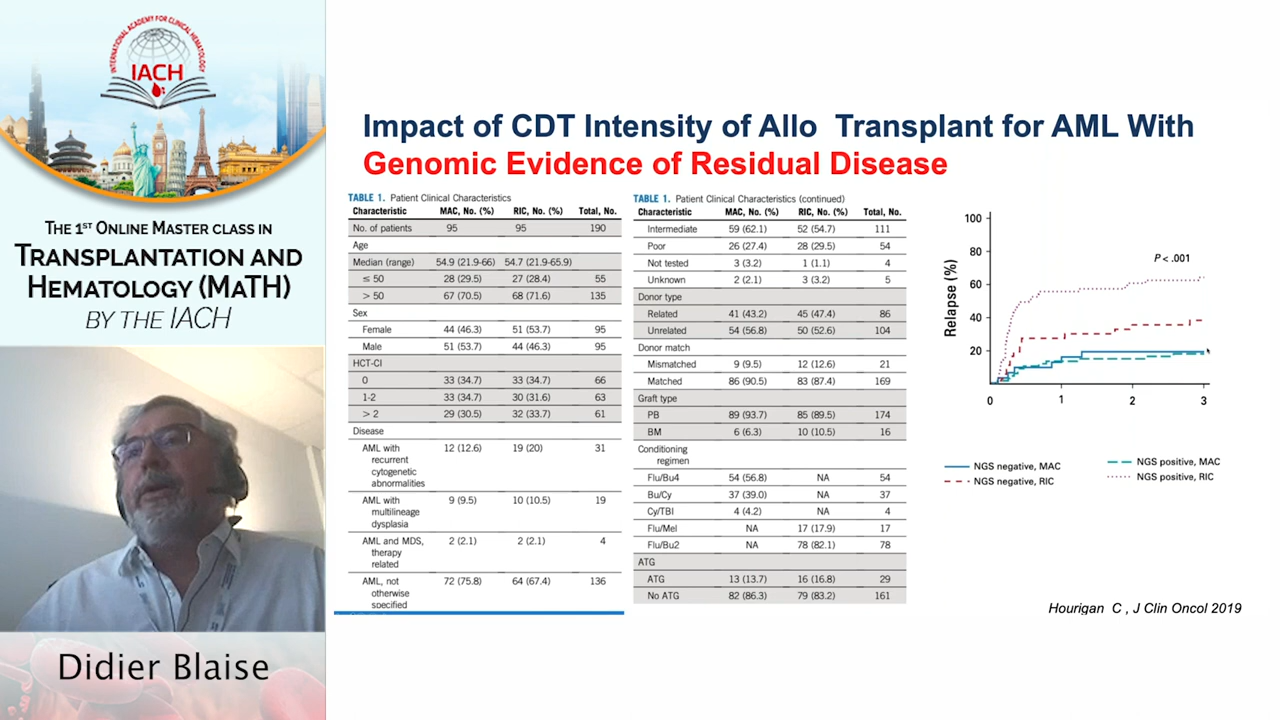 INTERNATIONAL ACADEMY FOR CLINICAL HEMATOLOGY
IACH
THE 1ST ONLINE MASTER CLASS IN
TRANSPLANTATION AND
HEMATOLOGY (MATH)
BY THE IACH
Didier Blaise
Impact of CDT Intensity of Allo Transplant for AML With
Genomic Evidence of Residual Disease
TABLE 1. Patient Clinical Characteristics
Characteristic MAC, No. (%) RIC, No. (%) Total, No.
No. of patients 95 95 190
Age
Median (range) 54.9 (21.9-66) 54.7 (21.9-65.9)
≤ 50 28 (29.5) 27 (28.4) 55
> 50 67 (70.5) 68 (71.6) 135
Sex
Female 44 (46.3) 51 (53.7) 95
Male 51 (53.7) 44 (46.3) 95
HCT-CI
0 33 (34.7) 33 (34.7) 66
1-2 33 (34.7) 30 (31.6) 63
> 2 29 (30.5) 32 (33.7) 61
Disease
AML with 12 (12.6) 19 (20) 31
recurrent
cytogenetic
abnormalities
AML with 9 (9.5) 10 (10.5) 19
multilineage
dysplasia
AML and MDS, 2 (2.1) 2 (2.1) 4
therapy
related
AML, not 72 (75.8) 64 (67.4) 136
otherwise
specified
TABLE 1. Patient Clinical Characteristics (continued)
Characteristic MAC, No. (%) RIC, No. (%) Total, No.
Intermediate 59 (62.1) 52 (54.7) 111
Poor 26 (27.4) 28 (29.5) 54
Not tested 3 (3.2) 1 (1.1) 4
Unknown 2 (2.1) 3 (3.2) 5
Donor type
Related 41 (43.2) 45 (47.4) 86
Unrelated 54 (56.8) 50 (52.6) 104
Donor match
Mismatched 9 (9.5) 12 (12.6) 21
Matched 86 (90.5) 83 (87.4) 169
Graft type
PB 89 (93.7) 85 (89.5) 174
BM 6 (6.3) 10 (10.5) 16
Conditioning
regimen
Flu/Bu4 54 (56.8) NA 54
Bu/Cy 37 (39.0) NA 37
Cy/TBI 4 (4.2) NA 4
Flu/Mel NA 17 (17.9) 17
Flu/Bu2 NA 78 (82.1) 78
ATG
ATG 13 (13.7) 16 (16.8) 29
No ATG 82 (86.3) 79 (83.2) 161
Relapse (%)
100
80
60
40
20
0 1 2 3
P < .001
NGS negative, MAC
NGS negative, RIC
NGS positive, MAC
NGS positive, RIC
Hourigan C , J Clin Oncol 2019